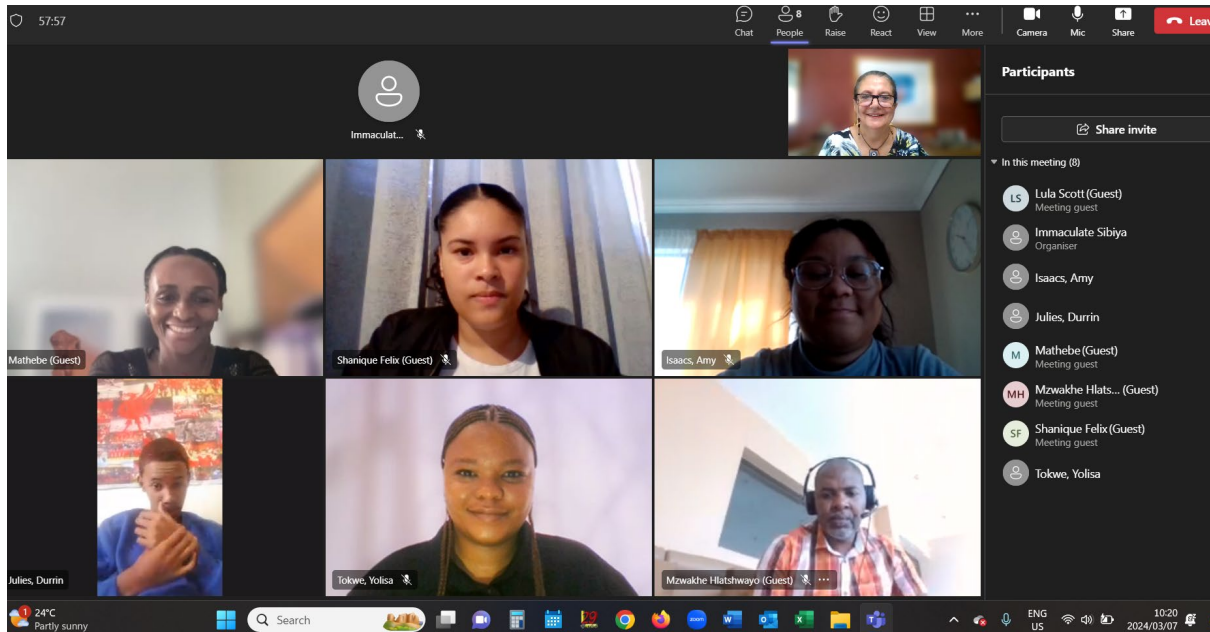 57:57
Chat
8
People
Raise
React
View
More
Camera
Mic
Share
Leav
Immaculat...
Mathebe (Guest)
Shanique Felix (Guest)
Isaacs, Amy
Julies, Durrin
Tokwe, Yolisa
Mzwakhe Hlatshwayo (Guest)
Participants
Share invite
In this meeting (8)
LS
Lula Scott (Guest)
Meeting guest
Immaculate Sibiya
Organiser
Isaacs, Amy
Julies, Durrin
M
Mathebe (Guest)
Meeting guest
MH
Mzwakhe Hlats... (Guest)
Meeting guest
SF
Shanique Felix (Guest)
Meeting guest
Tokwe, Yolisa
1
24°C
Partly sunny
Search
zoom
ENG
US
10:20
2024/03/07